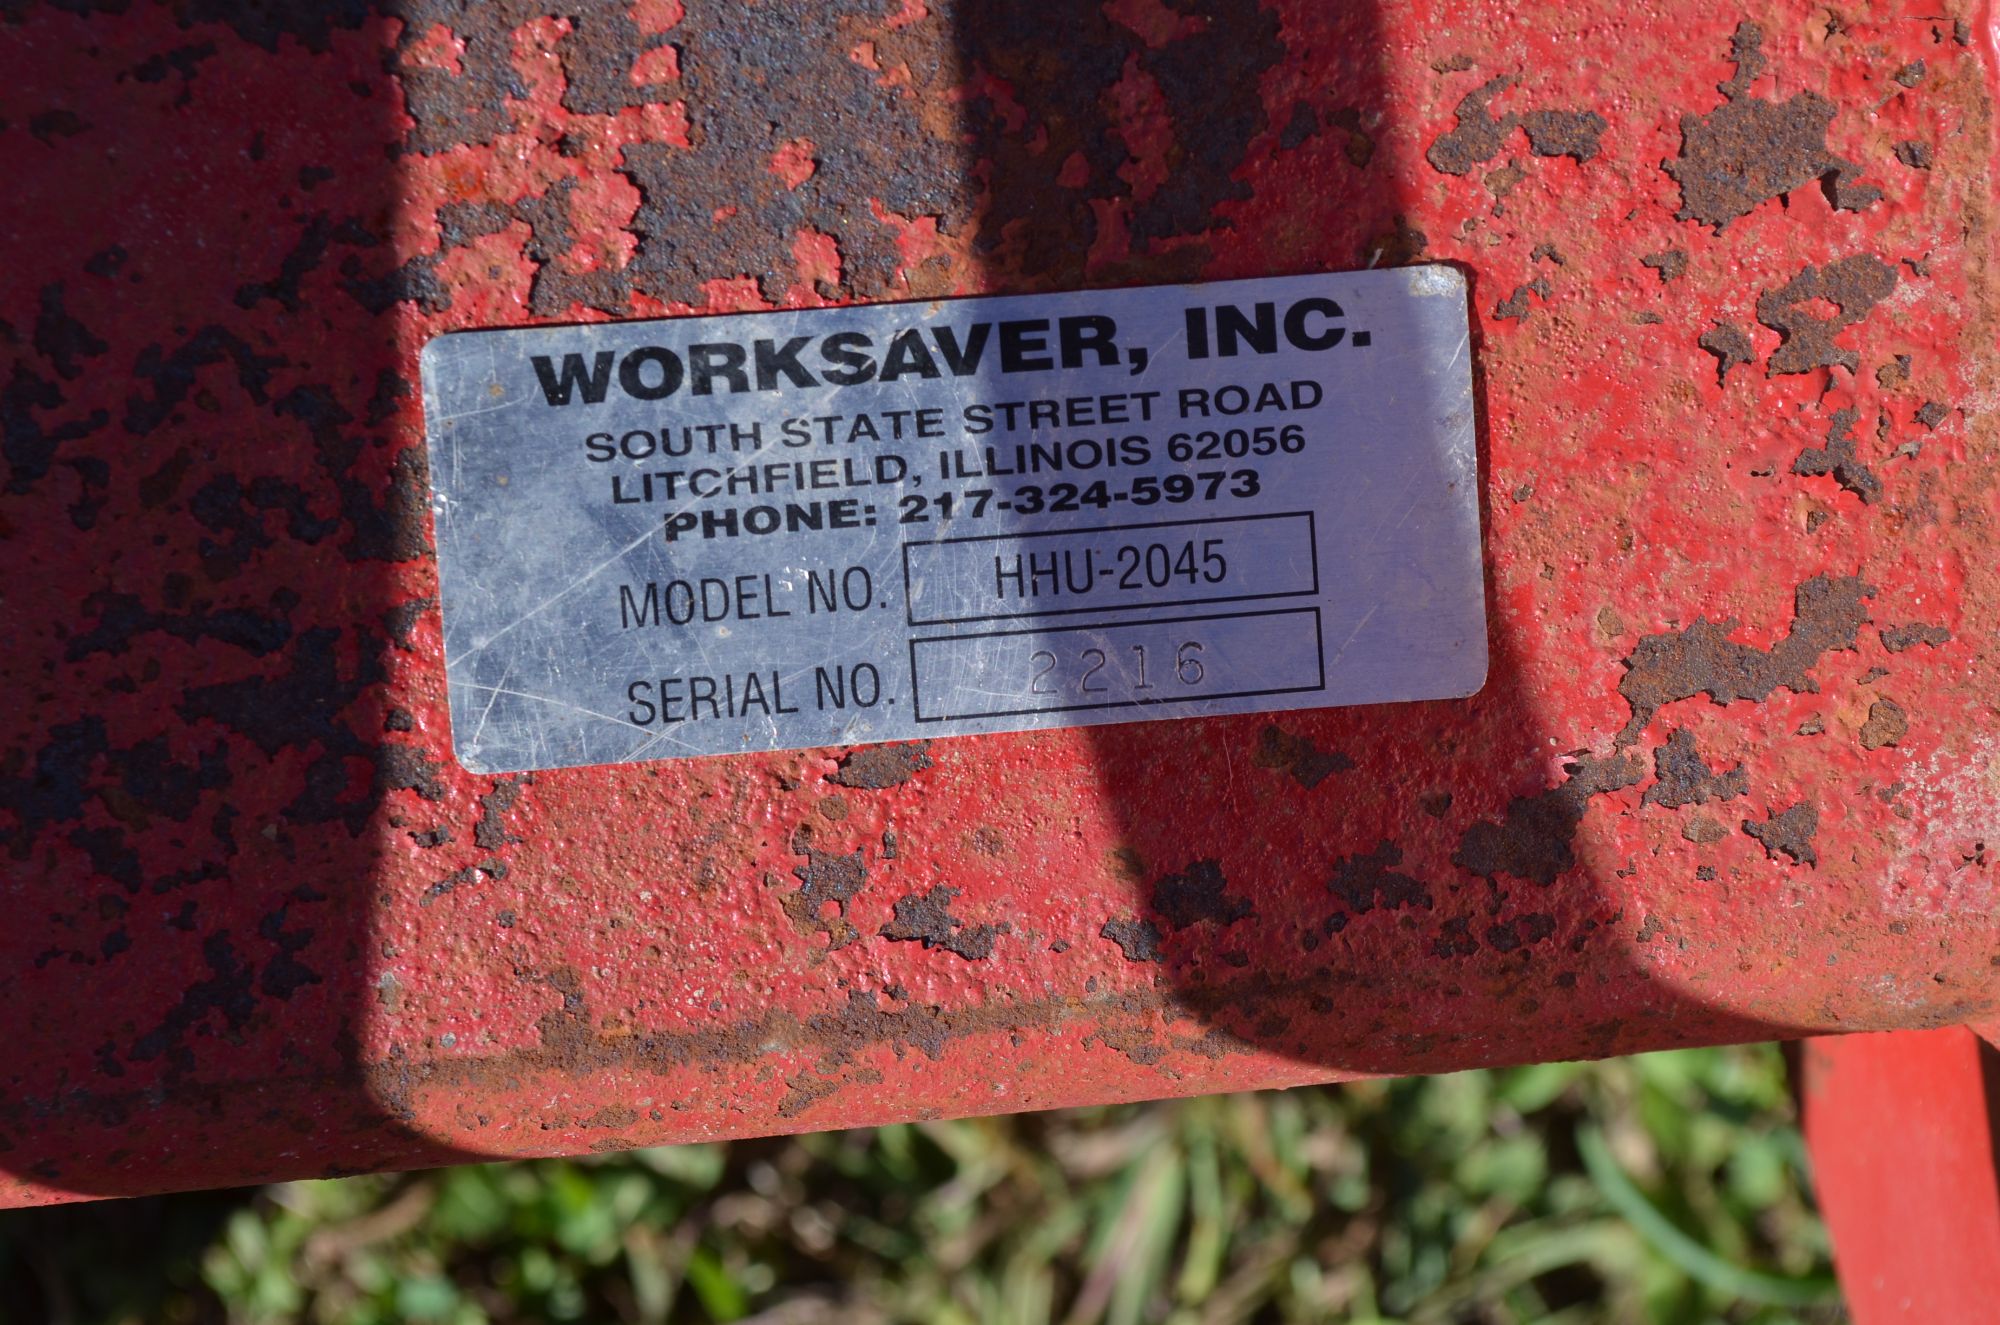 WORKSAVER, INC.
SOUTH STATE STREET ROAD
LITCHFIELD, ILLINOIS 62056
PHONE: 217-324-5973
MODEL NO. HHU-2045
SERIAL NO. 2216